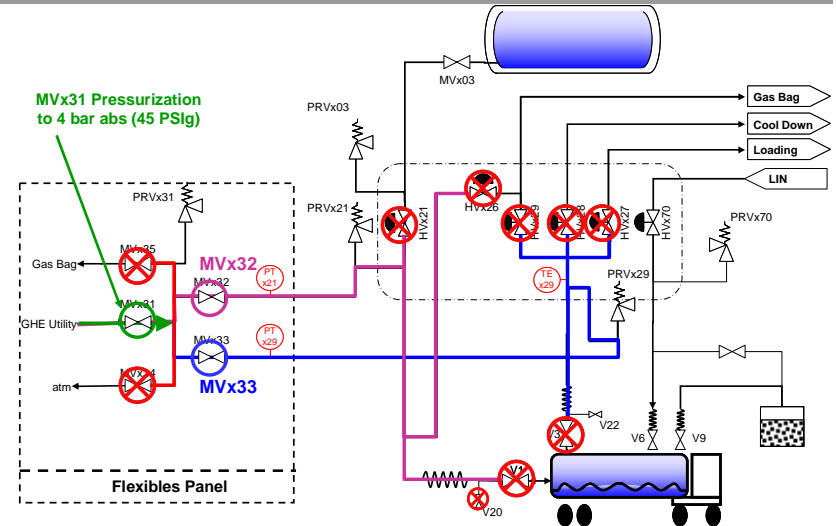 MVx03
MVx31 Pressurization
to 4 bar abs (45 PSIg)
PRVx03
Gas Bag
Cool Down
Loading
LIN
PRVx31
PRVx21
HVx26
HVx21
HVx28
HVx27
HVx70
PRVx70
MVx35
Gas Bag
MVx32
MVx32
PT
x21
TE
x29
PRVx29
MVx31
GHE Utility
MVx33
PT
x29
MVx33
atm
V22
V3
V6
V9
V1
V20
Flexibles Panel